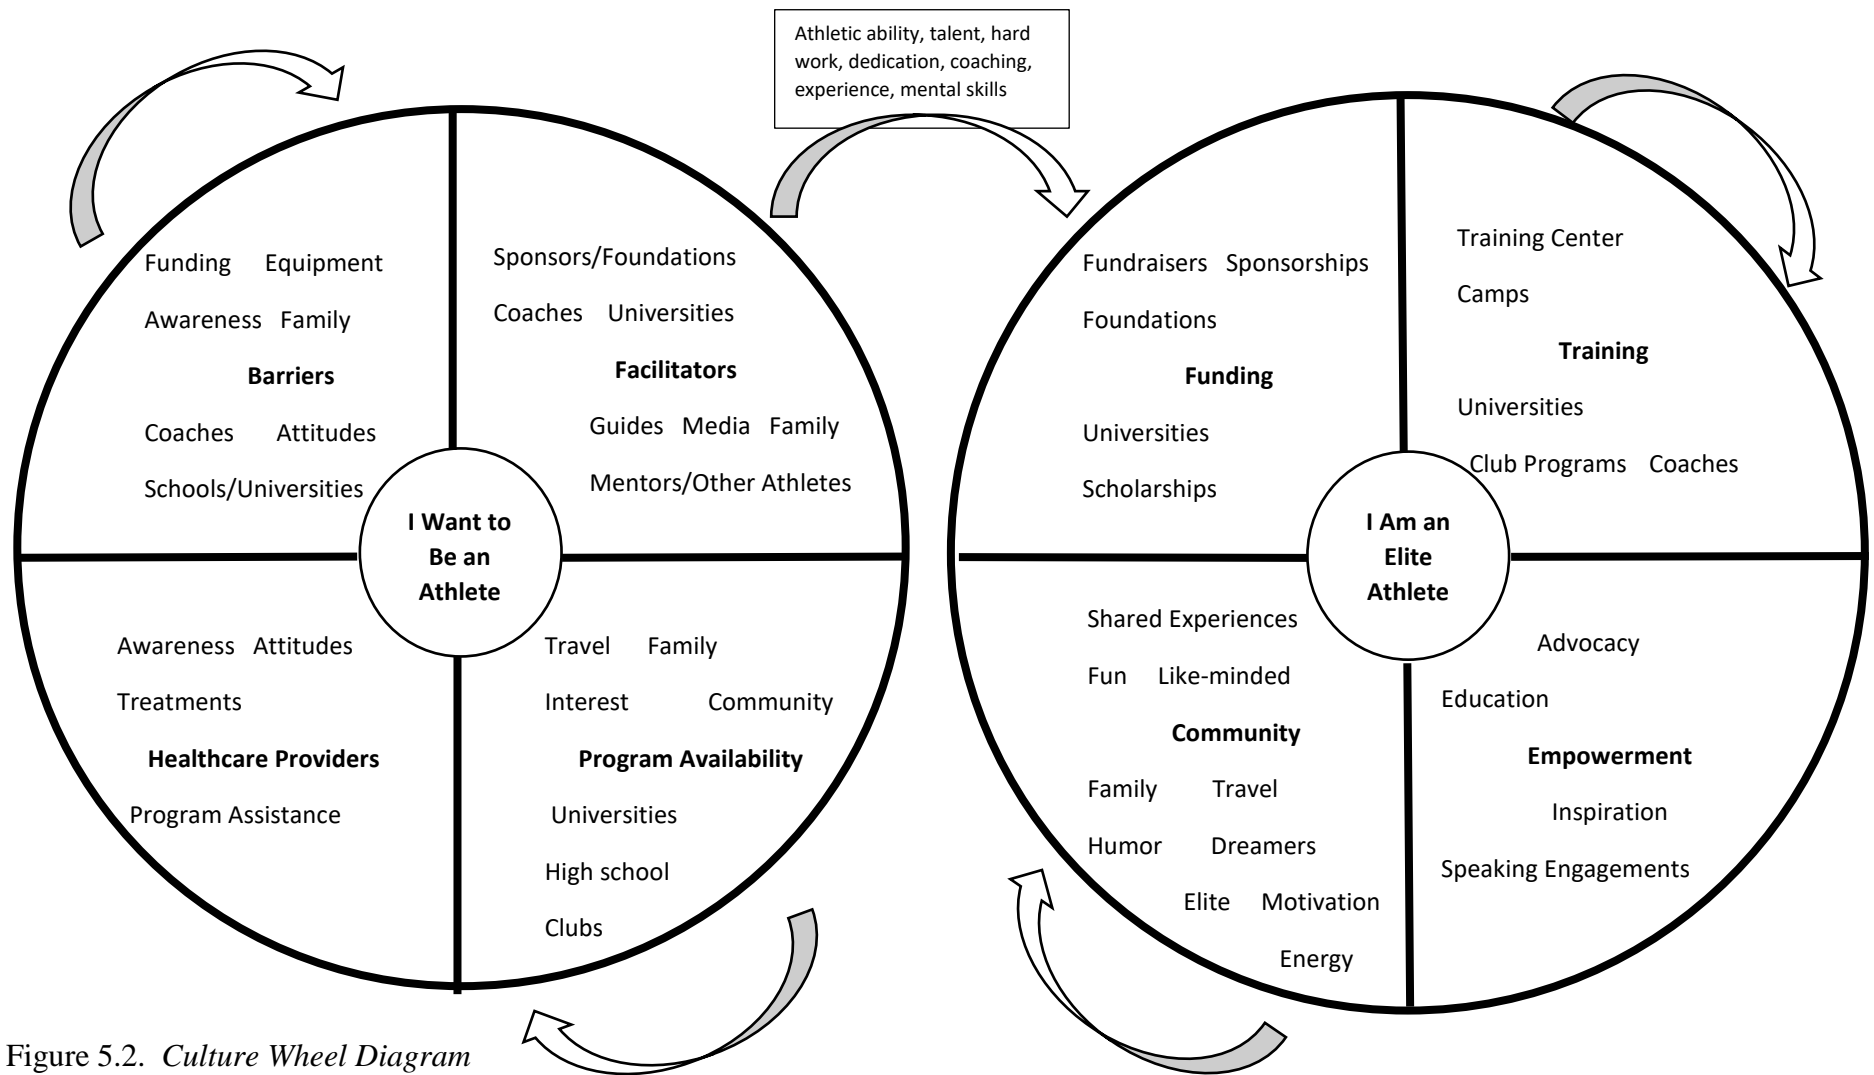 Athletic ability, talent, hard
work, dedication, coaching,
experience, mental skills
Funding Equipment
Awareness Family
Barriers
Coaches Attitudes
Schools/Universities
Sponsors/Foundations
Coaches Universities
Facilitators
Guides Media Family
Mentors/Other Athletes
I Want to
Be an
Athlete
Awareness Attitudes
Treatments
Healthcare Providers
Program Assistance
Travel Family
Interest Community
Program Availability
Universities
High school
Clubs
Fundraisers Sponsorships
Foundations
Funding
Universities
Scholarships
Training Center
Camps
Training
Universities
Club Programs Coaches
I Am an
Elite
Athlete
Shared Experiences
Fun Like-minded
Community
Family Travel
Humor Dreamers
Elite Motivation
Energy
Advocacy
Education
Empowerment
Inspiration
Speaking Engagements
Figure 5.2. Culture Wheel Diagram